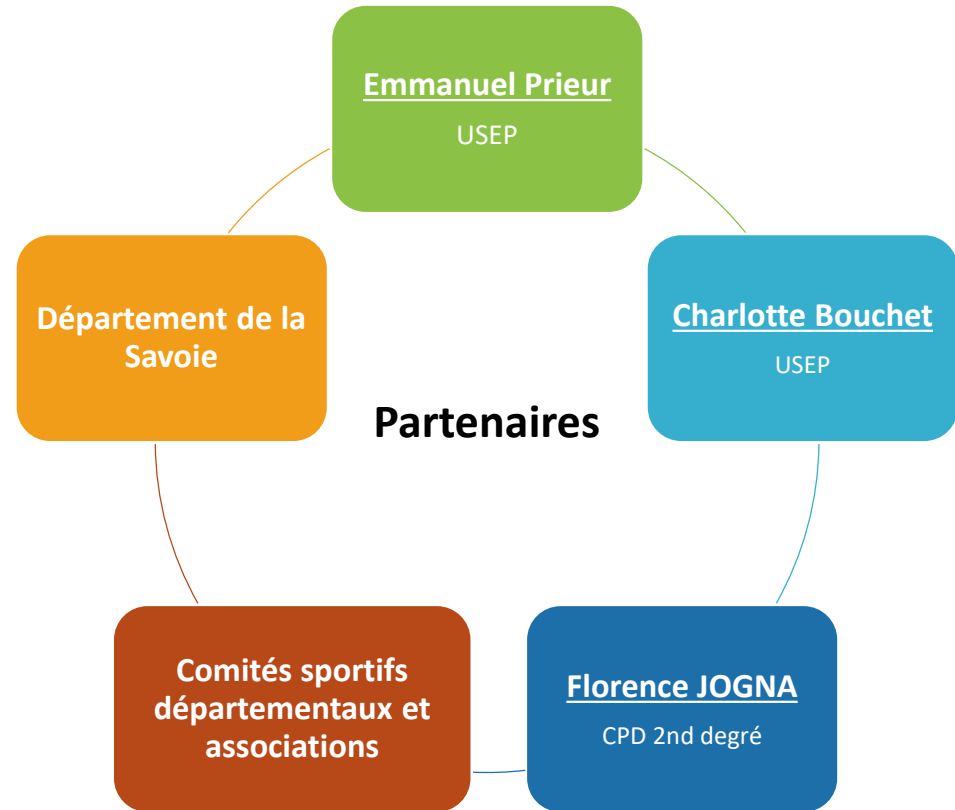 Emmanuel Prieur
USEP
Charlotte Bouchet
USEP
Florence JOGNA
CPD 2nd degré
Comités sportifs
départementaux et
associations
Département de la
Savoie
Partenaires